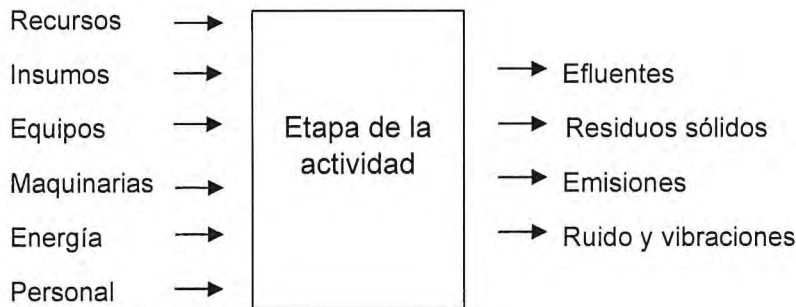 Recursos
Insumos
Equipos
Maquinarias
Energía
Personal
Etapa de la
actividad
Efluentes
Residuos sólidos
Emisiones
Ruido y vibraciones